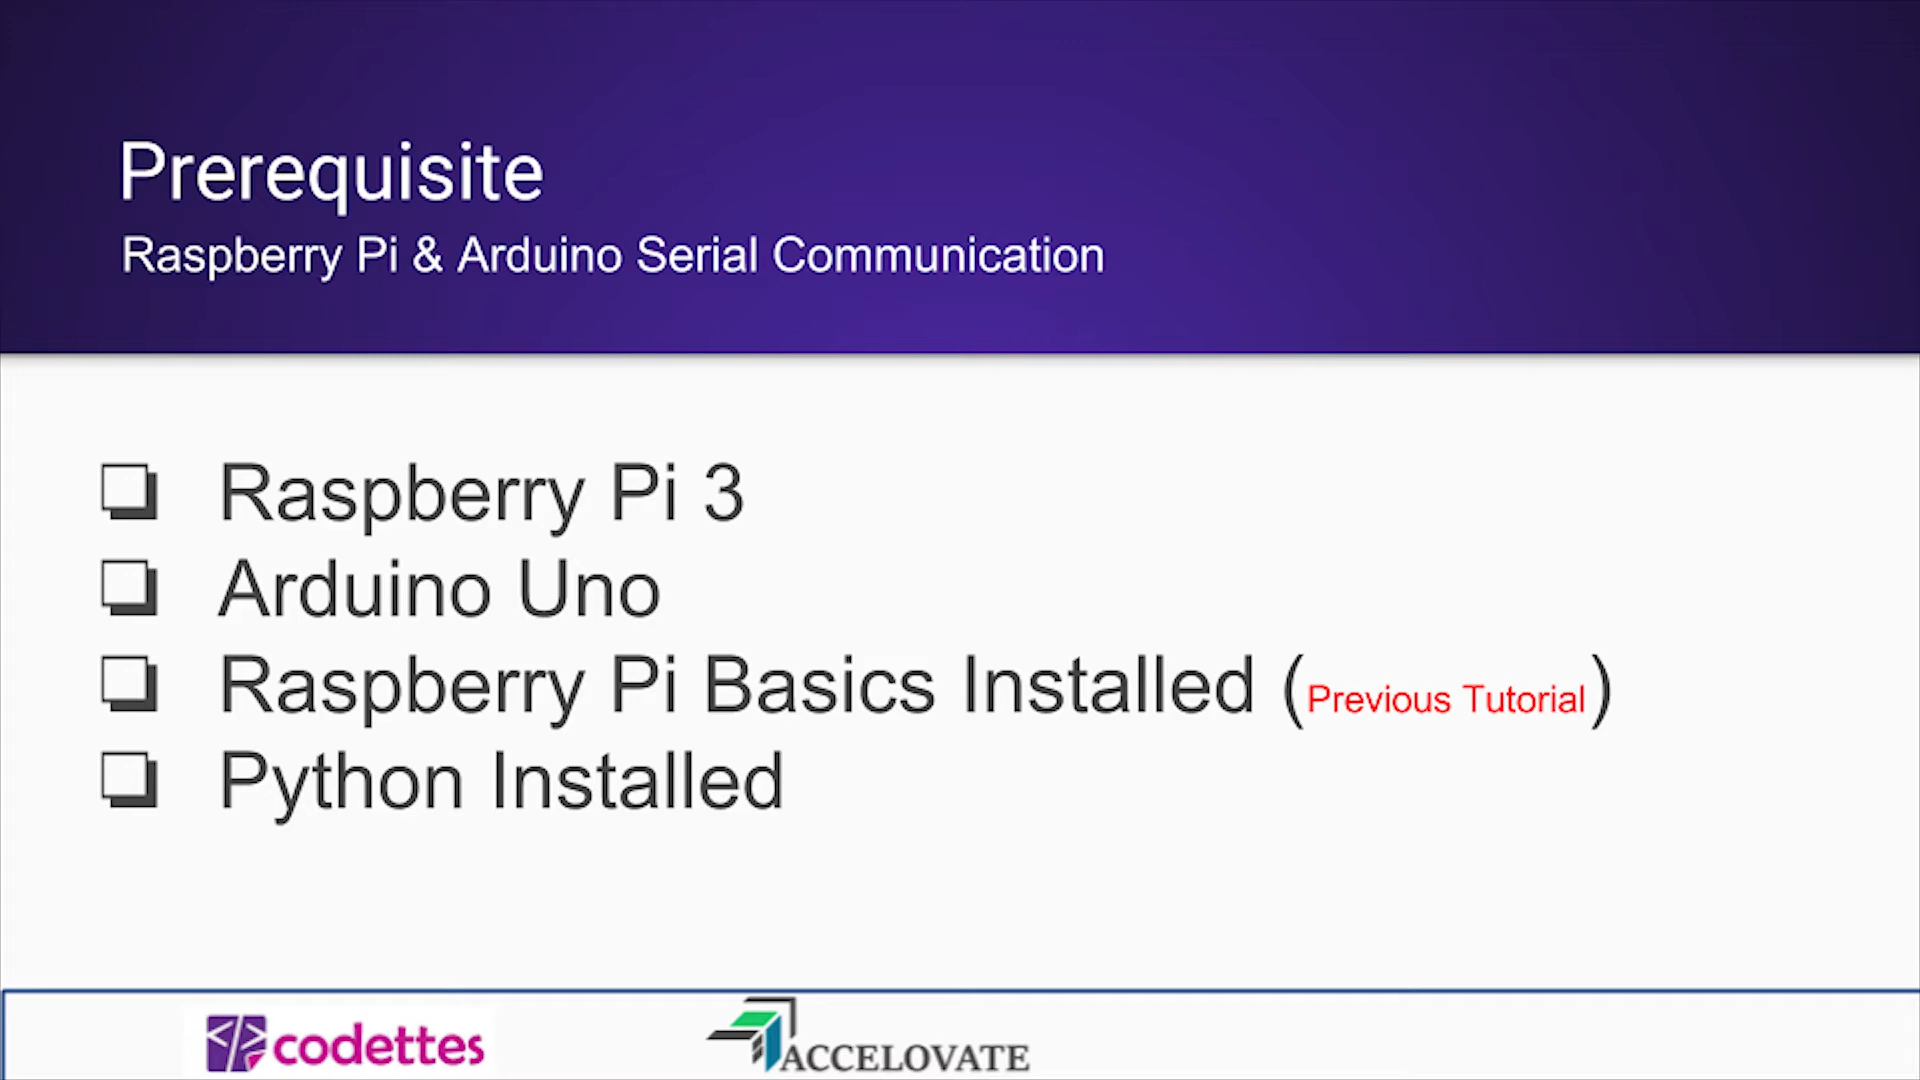 Prerequisite
Raspberry Pi & Arduino Serial Communication
Raspberry Pi 3
Arduino Uno
Raspberry Pi Basics Installed (Previous Tutorial)
Python Installed
</> codettes
ACCELOVATE